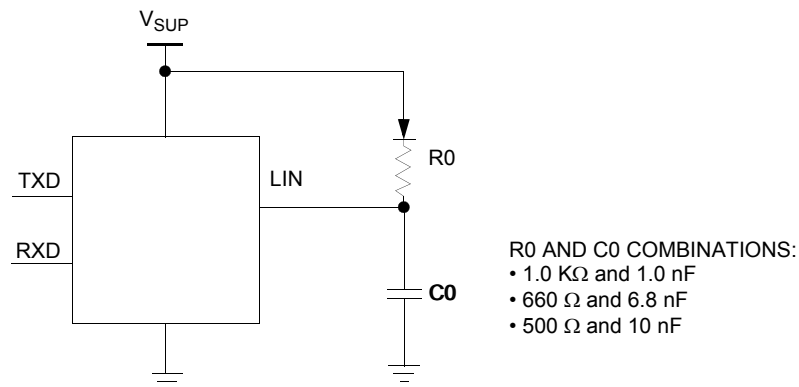 VSUP
R0
TXD
LIN
RXD
R0 AND C0 COMBINATIONS:
C0
• 1.0 KΩ and 1.0 nF
• 660 Ω and 6.8 nF
• 500 Ω and 10 nF